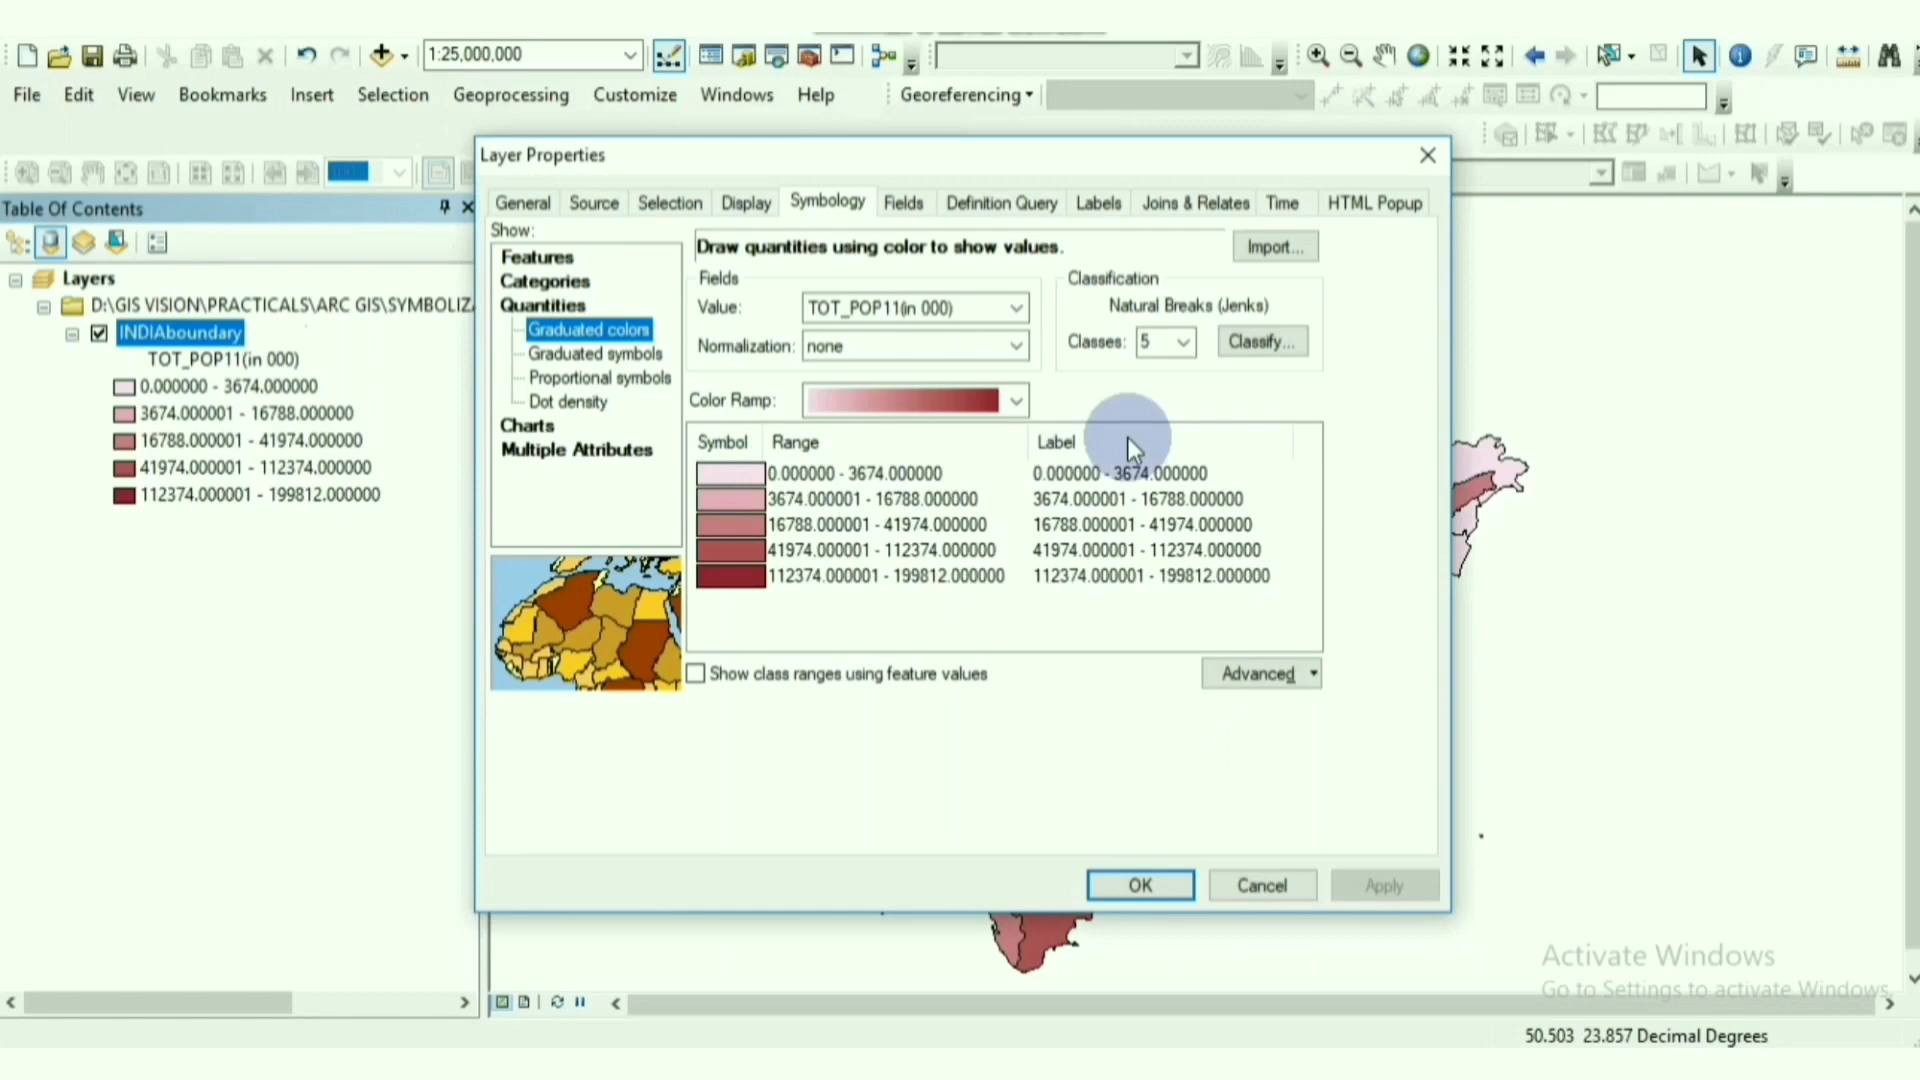 1:25,000,000
File Edit View Bookmarks Insert Selection Geoprocessing Customize Windows Help
Georeferencing
Table Of Contents
Layers
D:\GIS VISION\PRACTICALS\ARC GIS\SYMBOLIZ
INDIAboundary
TOT_POP11(in 000)
0.000000 - 3674.000000
3674.000001 - 16788.000000
16788.000001 - 41974.000000
41974.000001 - 112374.000000
112374.000001 - 199812.000000
Layer Properties
General Source Selection Display Symbology Fields Definition Query Labels Joins & Relates Time HTML Popup
Show:
Features
Categories
Quantities
Graduated colors
Graduated symbols
Proportional symbols
Dot density
Charts
Multiple Attributes
Draw quantities using color to show values.
Import...
Fields
Value: TOT_POP11(in 000)
Normalization: none
Classification
Natural Breaks (Jenks)
Classes: 5 Classify...
Color Ramp:
Symbol Range Label
0.000000 - 3674.000000 0.000000 - 3674.000000
3674.000001 - 16788.000000 3674.000001 - 16788.000000
16788.000001 - 41974.000000 16788.000001 - 41974.000000
41974.000001 - 112374.000000 41974.000001 - 112374.000000
112374.000001 - 199812.000000 112374.000001 - 199812.000000
Show class ranges using feature values
Advanced
OK Cancel Apply
Activate Windows
Go to Settings to activate Windows.
50.503 23.857 Decimal Degrees